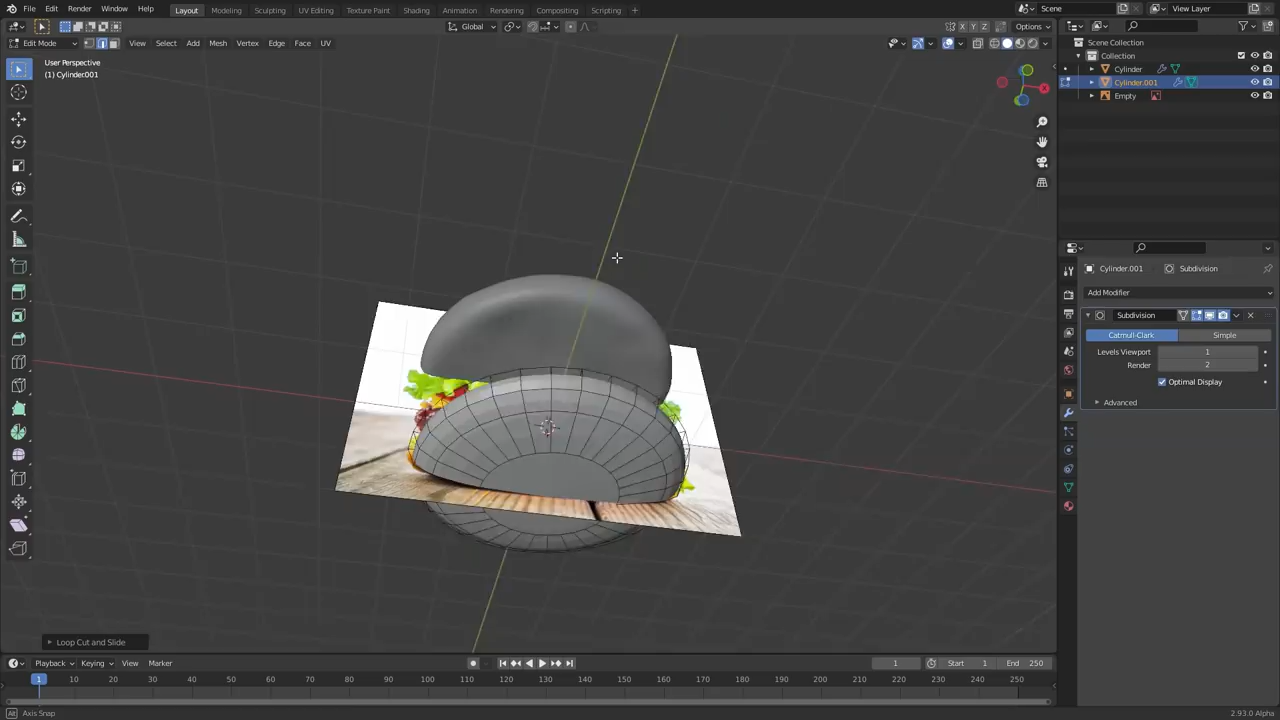 File Edit Render Window Help Layout Modeling Sculpting UV Editing Texture Paint Shading Animation Rendering Compositing Scripting + Scene View Layer
Global X Y Z Options
Edit Mode View Select Add Mesh Vertex Edge Face UV
User Perspective
(1) Cylinder.001
Scene Collection
Collection
Cylinder
Cylinder.001
Empty
Cylinder.001 Subdivision
Add Modifier
Subdivision
Catmull-Clark Simple
Levels Viewport 1
Render 2
Optimal Display
Advanced
Loop Cut and Slide
Playback Keying View Marker 1 Start 1 End 250
1 10 20 30 40 50 60 70 80 90 100 110 120 130 140 150 160 170 180 190 200 210 220 230 240 250
Axis Snap 2.93.0 Alpha